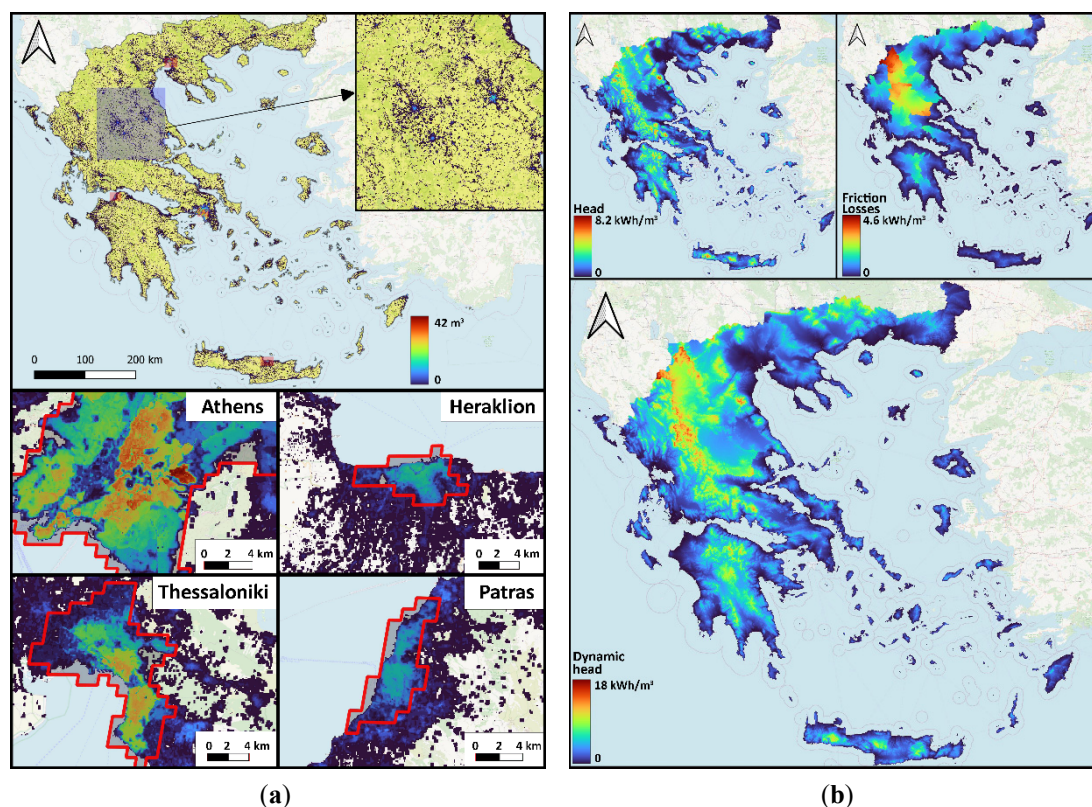 42 m³
0
0 100 200 km
Athens
0 2 4 km
Heraklion
0 2 4 km
Thessaloniki
0 2 4 km
Patras
0 2 4 km
(a)
Head
8.2 kWh/m³
0
Friction
Losses
4.6 kWh/m³
0
Dynamic
head
18 kWh/m³
0
(b)